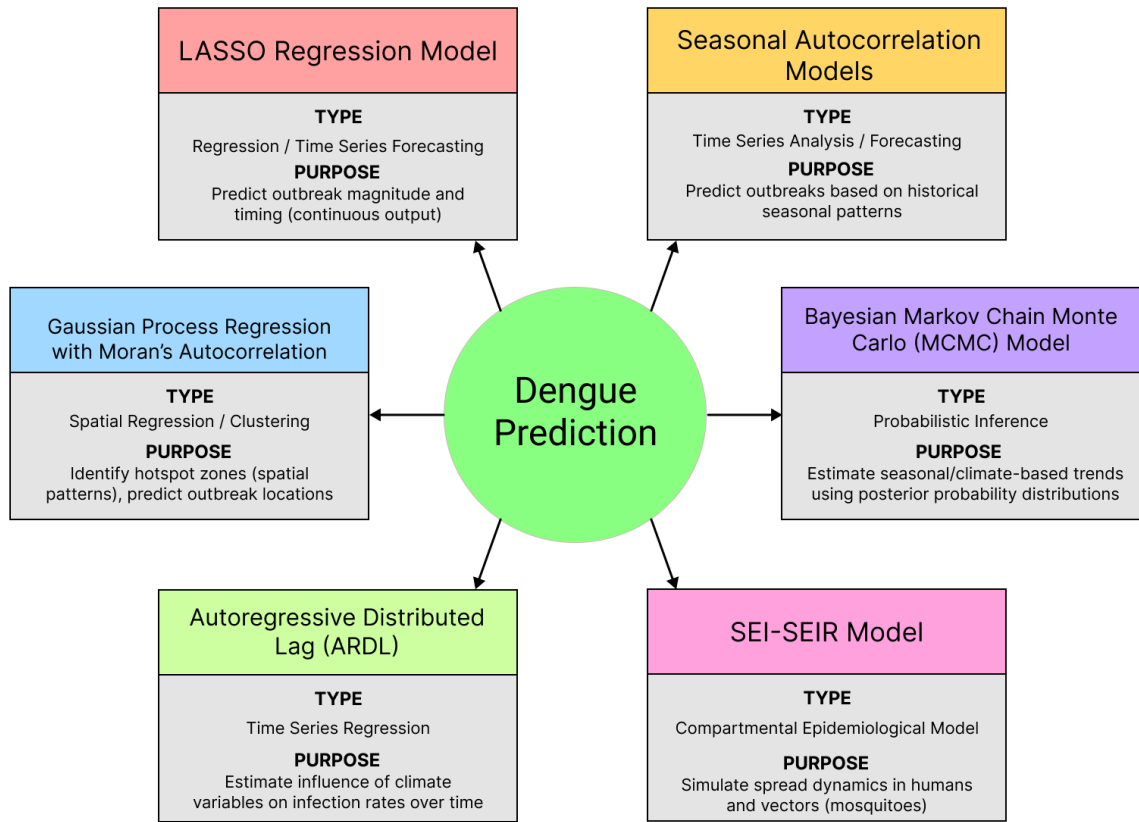 LASSO Regression Model
TYPE
Regression / Time Series Forecasting
PURPOSE
Predict outbreak magnitude and
timing (continuous output)
Seasonal Autocorrelation
Models
TYPE
Time Series Analysis / Forecasting
PURPOSE
Predict outbreaks based on historical
seasonal patterns
Gaussian Process Regression
with Moran’s Autocorrelation
TYPE
Spatial Regression / Clustering
PURPOSE
Identify hotspot zones (spatial
patterns), predict outbreak locations
Dengue
Prediction
Bayesian Markov Chain Monte
Carlo (MCMC) Model
TYPE
Probabilistic Inference
PURPOSE
Estimate seasonal/climate-based trends
using posterior probability distributions
Autoregressive Distributed
Lag (ARDL)
TYPE
Time Series Regression
PURPOSE
Estimate influence of climate
variables on infection rates over time
SEI-SEIR Model
TYPE
Compartmental Epidemiological Model
PURPOSE
Simulate spread dynamics in humans
and vectors (mosquitoes)